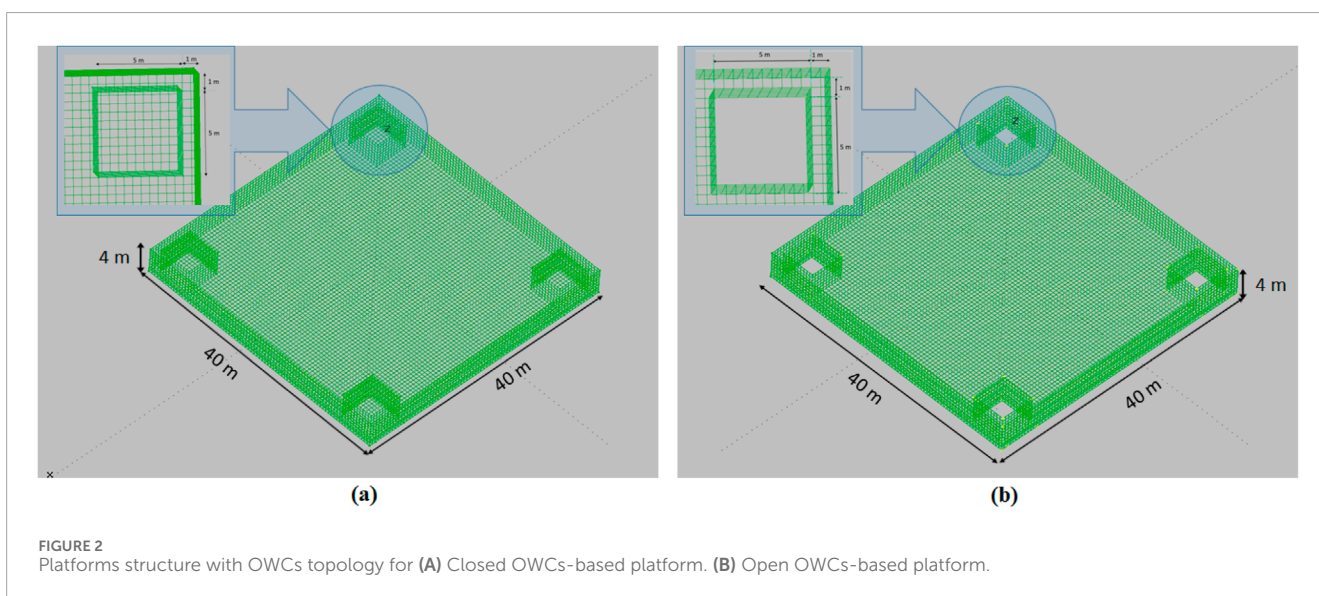 5 m
1 m
1 m
5 m
Z
4 m
40 m
40 m
×
(a)
5 m
1 m
1 m
5 m
Z
4 m
40 m
40 m
(b)
FIGURE 2
Platforms structure with OWCs topology for (A) Closed OWCs-based platform. (B) Open OWCs-based platform.